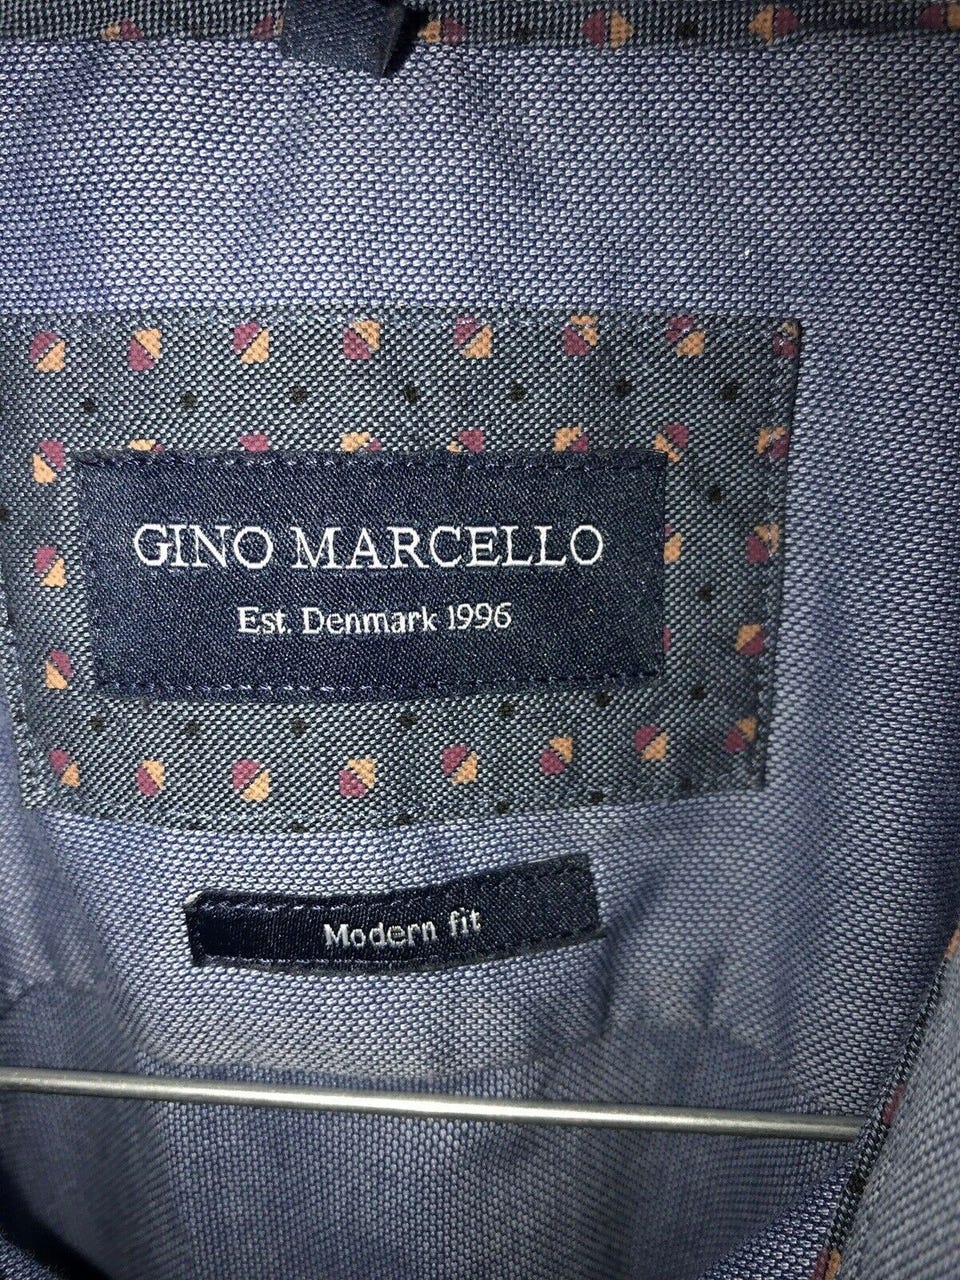 GINO MARCELLO
Est. Denmark 1996
Modern fit